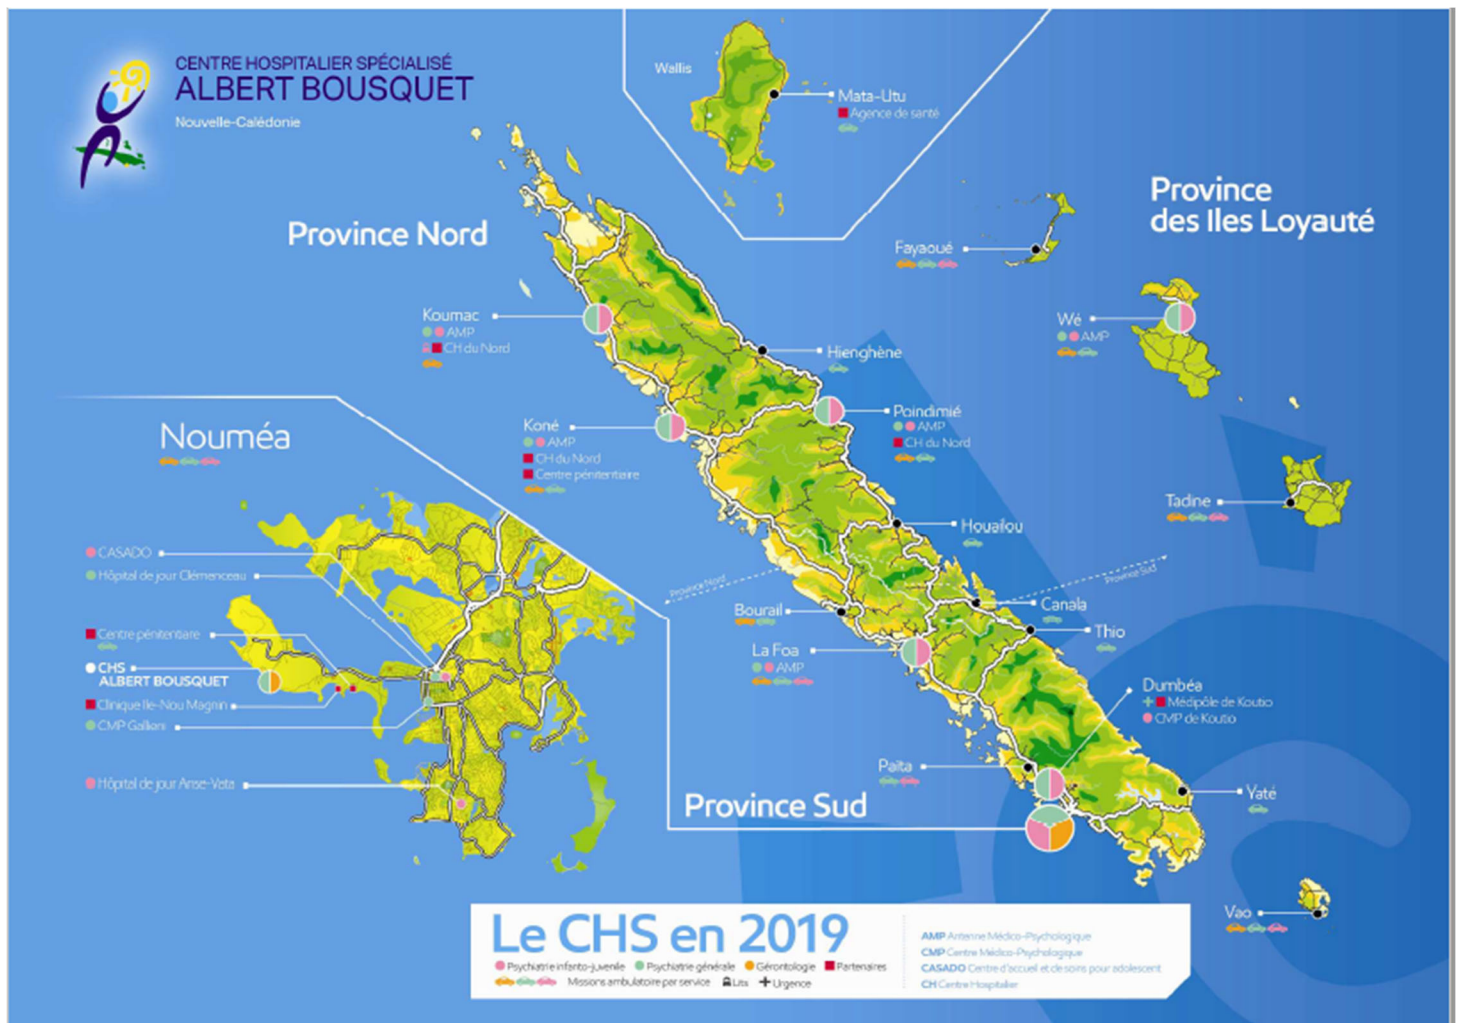 CENTRE HOSPITALIER SPÉCIALISÉ
ALBERT BOUSQUET
Nouvelle-Calédonie
Wallis
Mata-Utu
Agence de santé
Province
des Iles Loyauté
Province Nord
Fayaoué
Koumac
AMP
CH du Nord
Wé
AMP
Hienghène
Poindimié
AMP
CH du Nord
Koné
AMP
CH du Nord
Centre pénitentiaire
Nouméa
Tadine
Houaïlou
CASADO
Hôpital de jour Clémenceau
Province Nord
Province Sud
Bourail
Canala
Thio
Centre pénitentiaire
CHS
ALBERT BOUSQUET
La Foa
AMP
Clinique Ile-Nou Magnin
CMP Gallieni
Dumbéa
Médipôle de Koutio
CMP de Koutio
Païta
Hôpital de jour Anse-Vata
Yaté
Province Sud
Vao
Le CHS en 2019
Psychiatrie infanto-juvenile
Psychiatrie générale
Gérontologie
Partenaires
Missions ambulatoire par service
Lits
Urgence
AMP Antenne Médico-Psychologique
CMP Centre Médico-Psychologique
CASADO Centre d'accueil et de soins pour adolescent
CH Centre Hospitalier